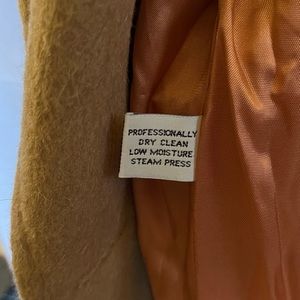 PROFESSIONALLY
DRY CLEAN
LOW MOISTURE
STEAM PRESS